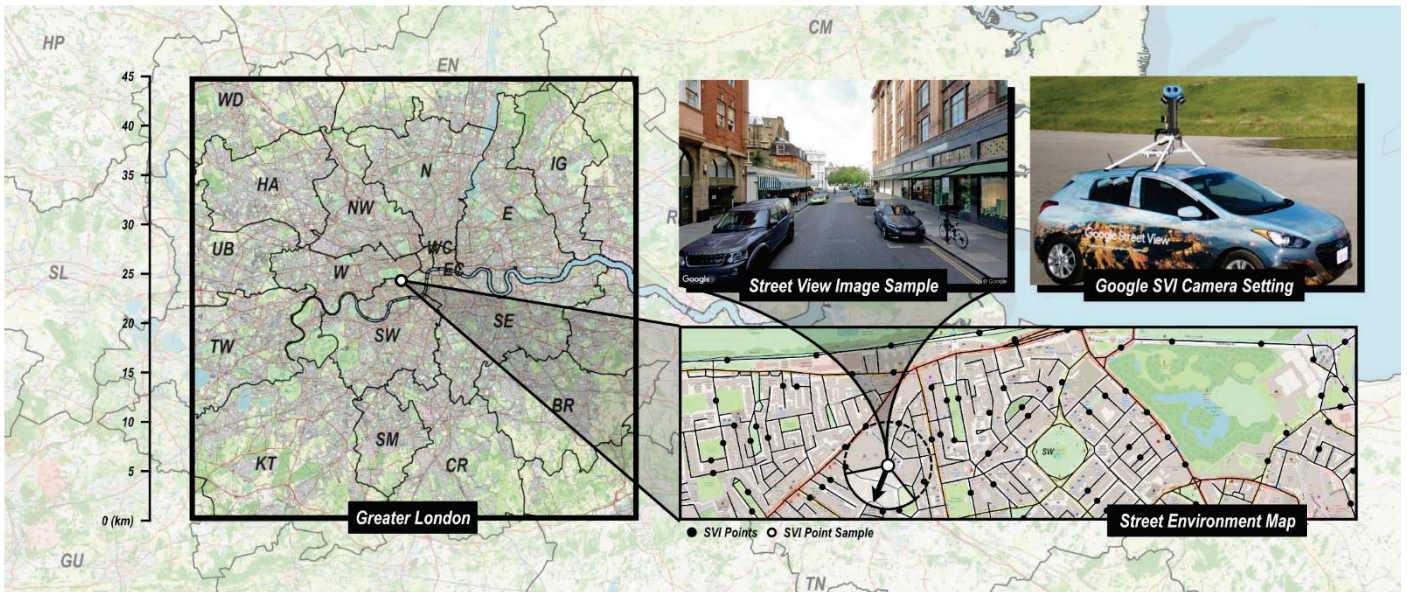 HP
CM
EN
45
40
35
30
25
20
15
10
5
0 (km)
WD
HA
N
IG
NW
E
UB
WC
EC
W
SL
R
TW
SW
SE
BR
SM
KT
CR
Greater London
Google
© Google
Street View Image Sample
Google Street View
Google SVI Camera Setting
SW
Street Environment Map
SVI Points
SVI Point Sample
GU
TN